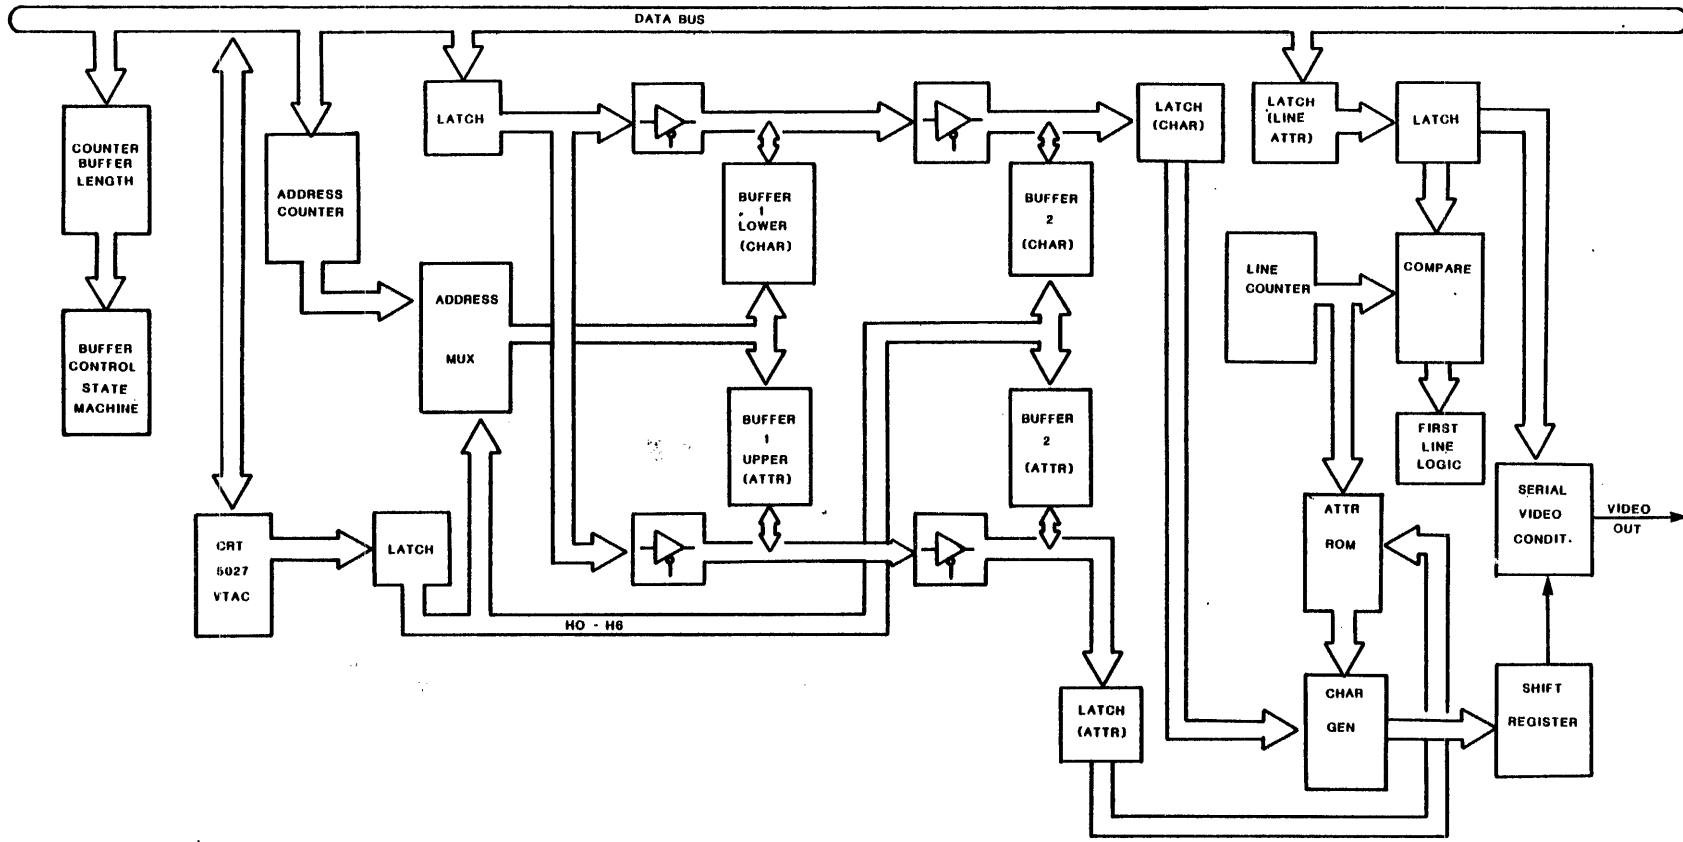 DATA BUS
COUNTER
BUFFER
LENGTH
BUFFER
CONTROL
STATE
MACHINE
ADDRESS
COUNTER
LATCH
ADDRESS
MUX
CRT
5027
VTAC
LATCH
HO - H6
BUFFER
1
LOWER
(CHAR)
BUFFER
1
UPPER
(ATTR)
BUFFER
2
(CHAR)
BUFFER
2
(ATTR)
LATCH
(CHAR)
LATCH
(ATTR)
LATCH
(LINE
ATTR)
LATCH
LINE
COUNTER
COMPARE
FIRST
LINE
LOGIC
ATTR
ROM
CHAR
GEN
SERIAL
VIDEO
CONDIT.
VIDEO
OUT
SHIFT
REGISTER